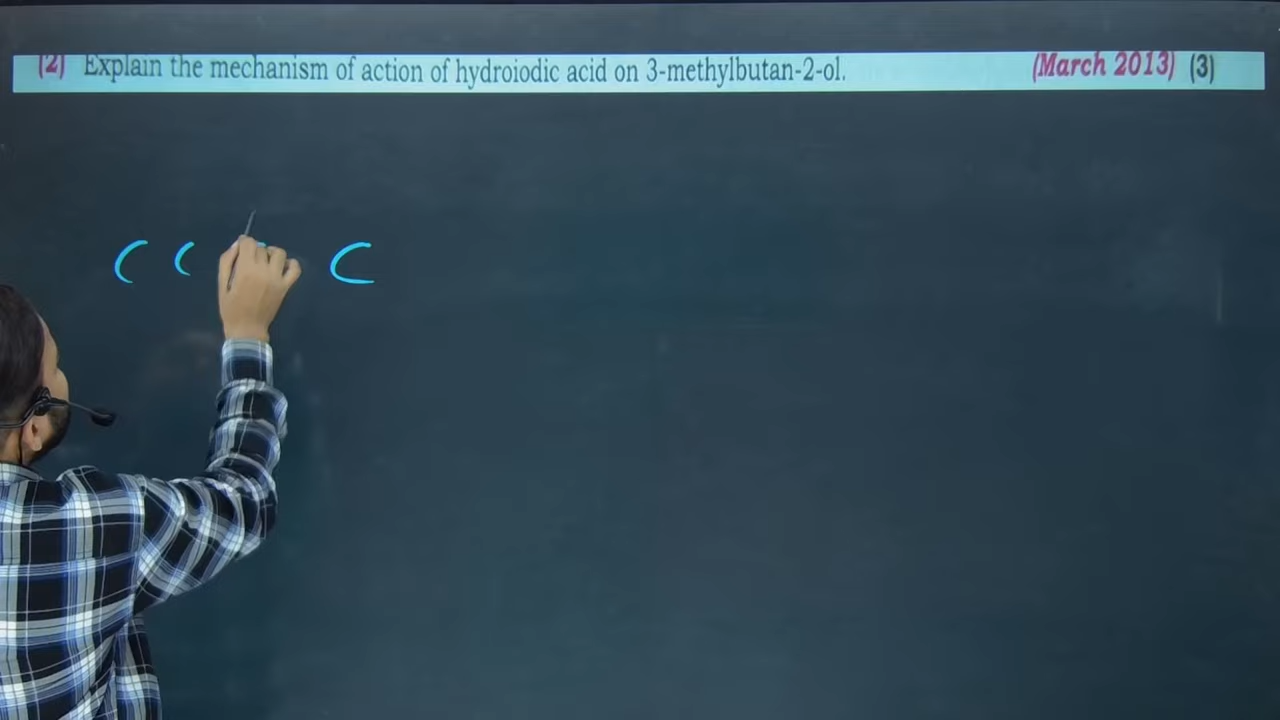 (2) Explain the mechanism of action of hydroiodic acid on 3-methylbutan-2-ol. (March 2013) (3)
C C C